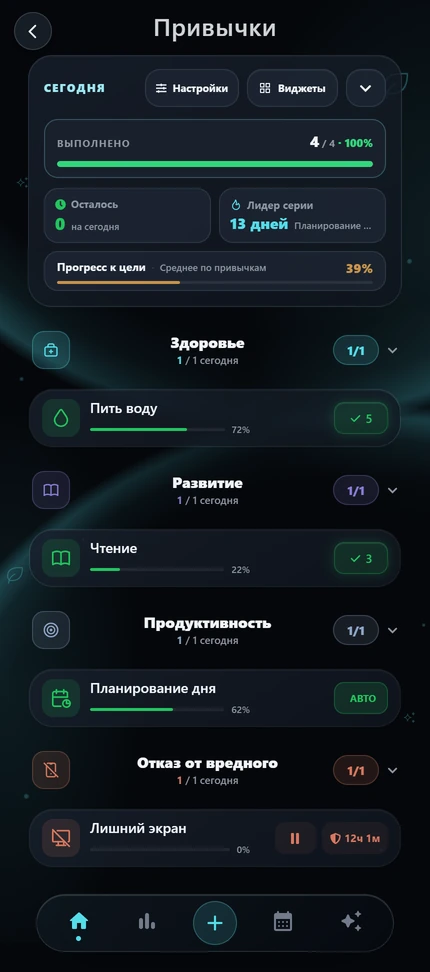 Привычки
СЕГОДНЯ
Настройки
Виджеты
ВЫПОЛНЕНО
4 / 4 · 100%
Осталось
0 на сегодня
Лидер серии
13 дней Планирование ...
Прогресс к цели
Среднее по привычкам
39%
Здоровье
1 / 1 сегодня
1/1
Пить воду
72%
5
Развитие
1 / 1 сегодня
1/1
Чтение
22%
3
Продуктивность
1 / 1 сегодня
1/1
Планирование дня
62%
АВТО
Отказ от вредного
1 / 1 сегодня
1/1
Лишний экран
0%
12ч 1м